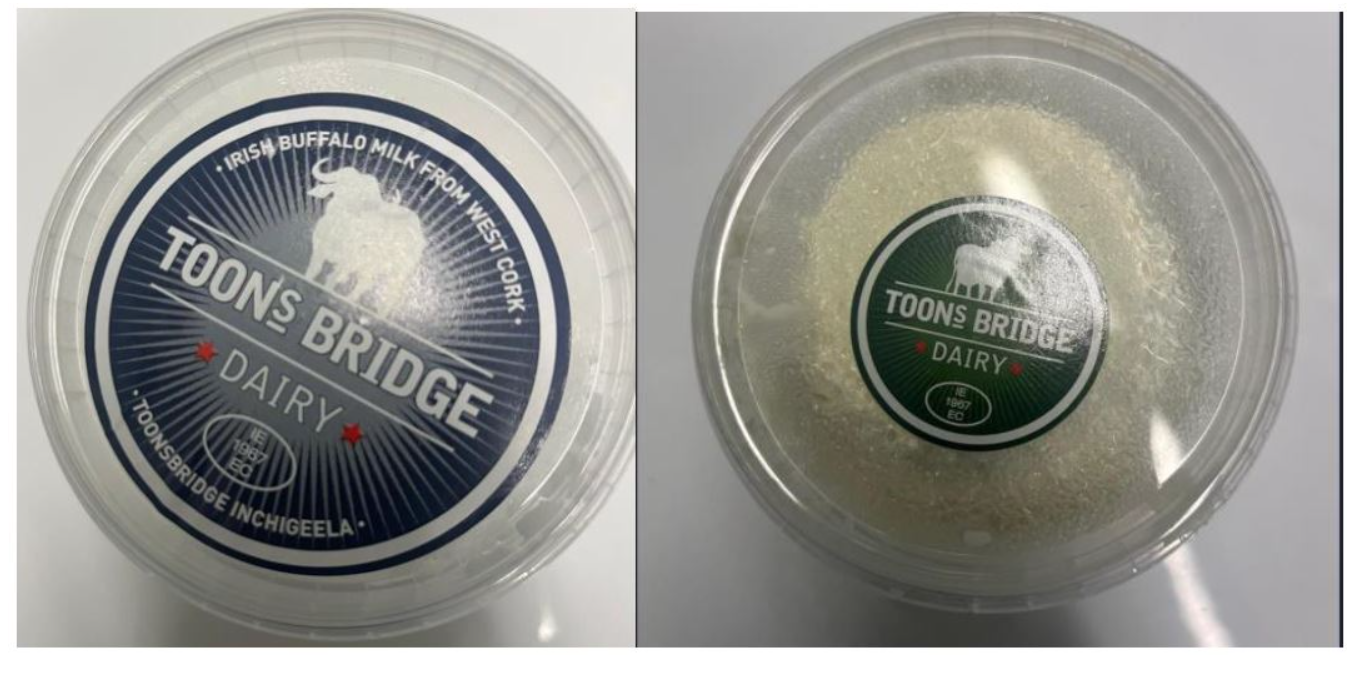 · IRISH BUFFALO MILK FROM WEST CORK ·
TOONS BRIDGE
DAIRY
IE
1967
EC
· TOONSBRIDGE INCHIGEELA ·
TOONS BRIDGE
DAIRY
IE
1967
EC